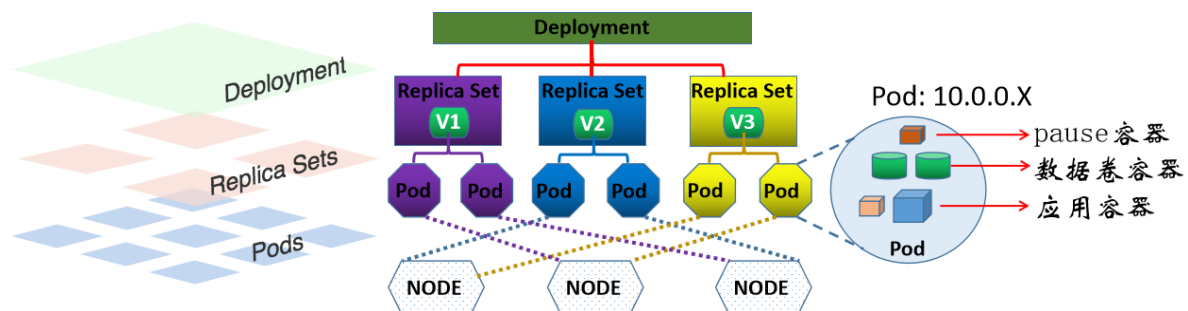 Deployment
Replica Sets
Pods
Deployment
Replica Set
V1
Replica Set
V2
Replica Set
V3
Pod
Pod
Pod
Pod
Pod
Pod
NODE
NODE
NODE
Pod: 10.0.0.X
Pod
pause容器
数据卷容器
应用容器